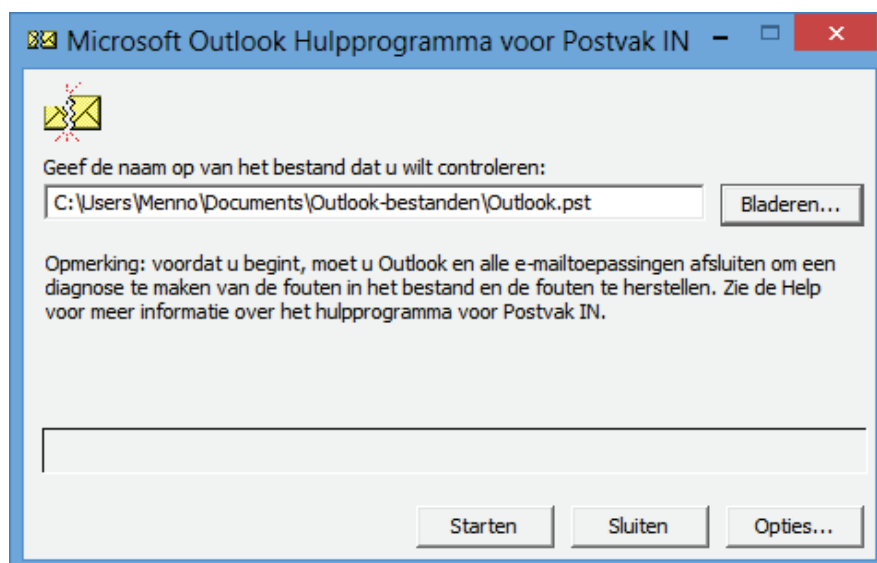 Microsoft Outlook Hulpprogramma voor Postvak IN
Geef de naam op van het bestand dat u wilt controleren:
C:\Users\Menno\Documents\Outlook-bestanden\Outlook.pst
Bladeren...
Opmerking: voordat u begint, moet u Outlook en alle e-mailtoepassingen afsluiten om een
diagnose te maken van de fouten in het bestand en de fouten te herstellen. Zie de Help
voor meer informatie over het hulpprogramma voor Postvak IN.
Starten
Sluiten
Opties...